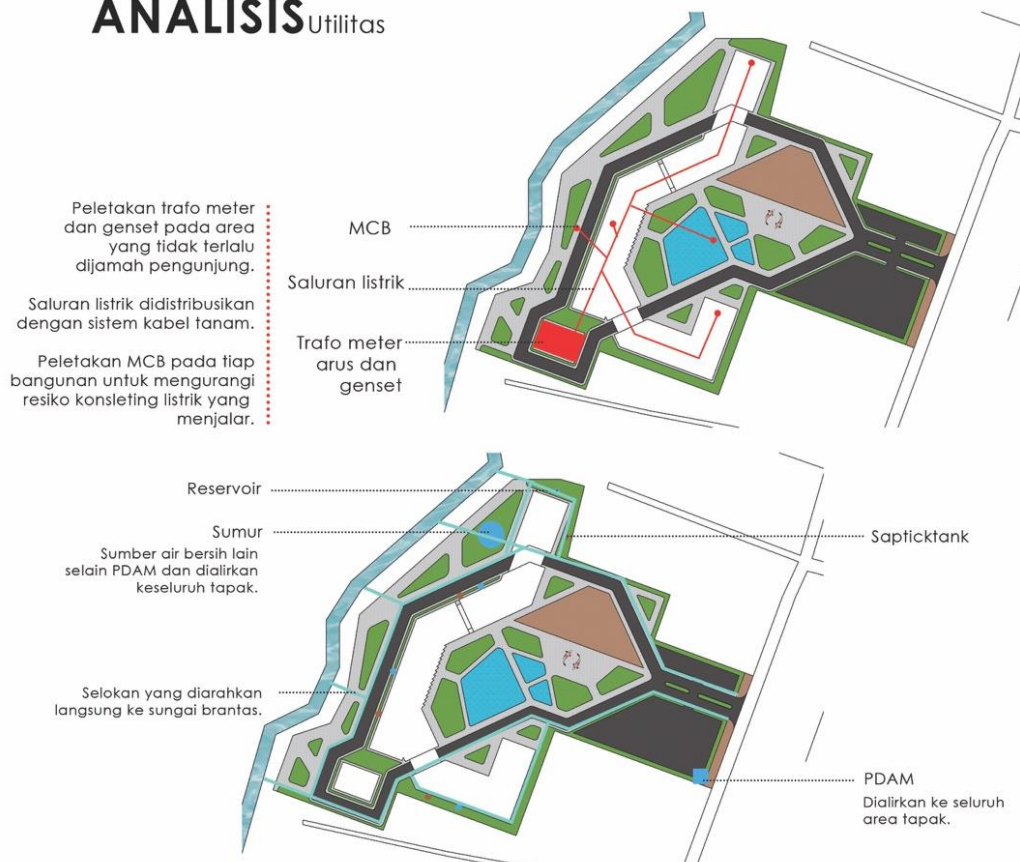 ANALISIS Utilitas
Peletakan trafo meter
dan genset pada area
yang tidak terlalu
dijamah pengunjung.
Saluran listrik didistribusikan
dengan sistem kabel tanam.
Peletakan MCB pada tiap
bangunan untuk mengurangi
resiko konsleting listrik yang
menjalar.
MCB
Saluran listrik
Trafo meter
arus dan
genset
Reservoir
Sumur
Sumber air bersih lain
selain PDAM dan dialirkan
keseluruh tapak.
Selokan yang diarahkan
langsung ke sungai brantas.
Sapticktank
PDAM
Dialirkan ke seluruh
area tapak.